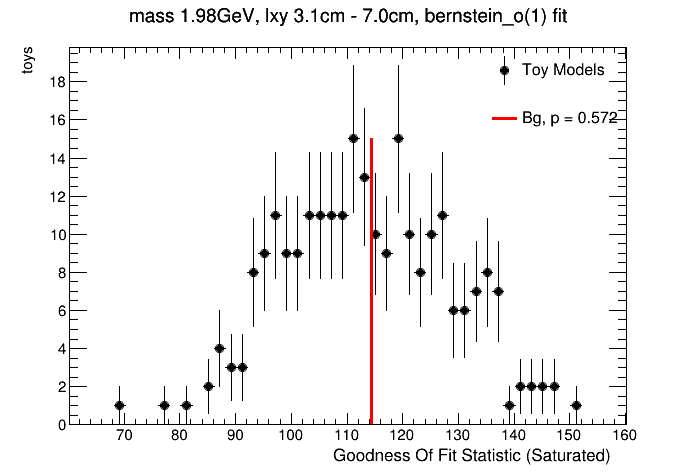 mass 1.98GeV, lxy 3.1cm - 7.0cm, bernstein_o(1) fit
toys
Toy Models
Bg, p = 0.572
18
16
14
12
10
8
6
4
2
0
70 80 90 100 110 120 130 140 150 160
Goodness Of Fit Statistic (Saturated)